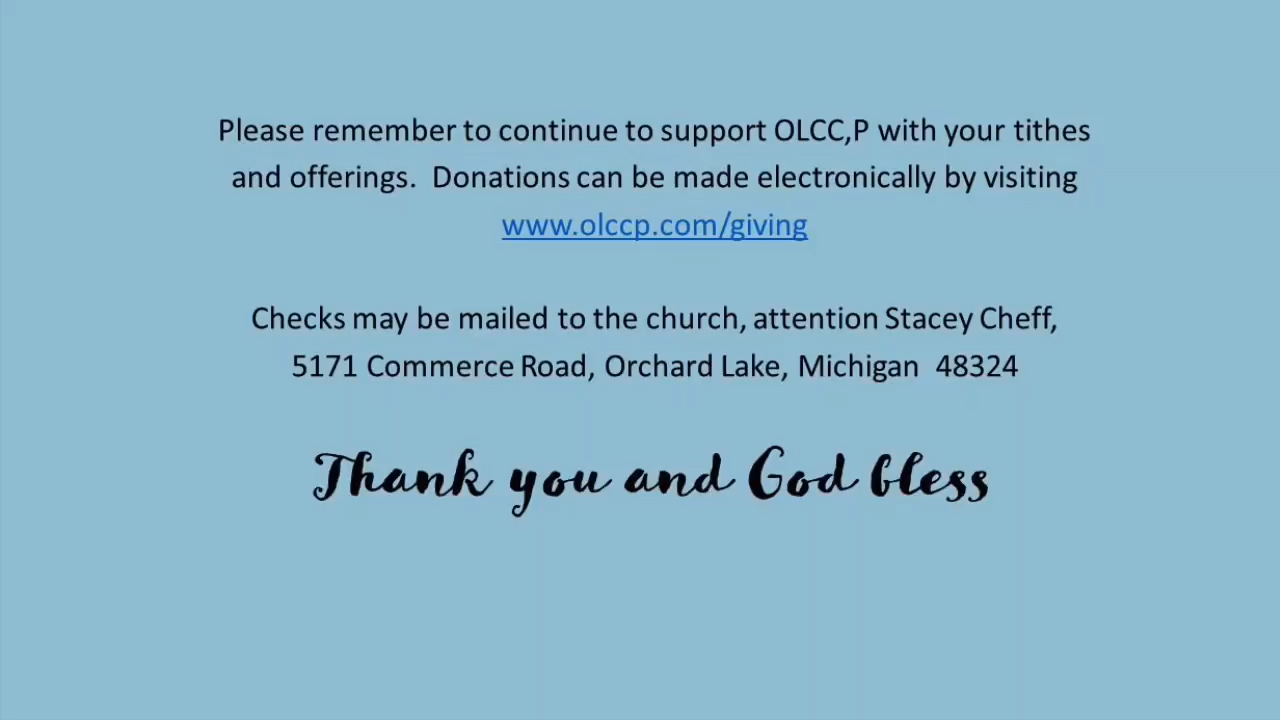 Please remember to continue to support OLCC,P with your tithes
and offerings.  Donations can be made electronically by visiting
www.olccp.com/giving
Checks may be mailed to the church, attention Stacey Cheff,
5171 Commerce Road, Orchard Lake, Michigan  48324
Thank you and God bless